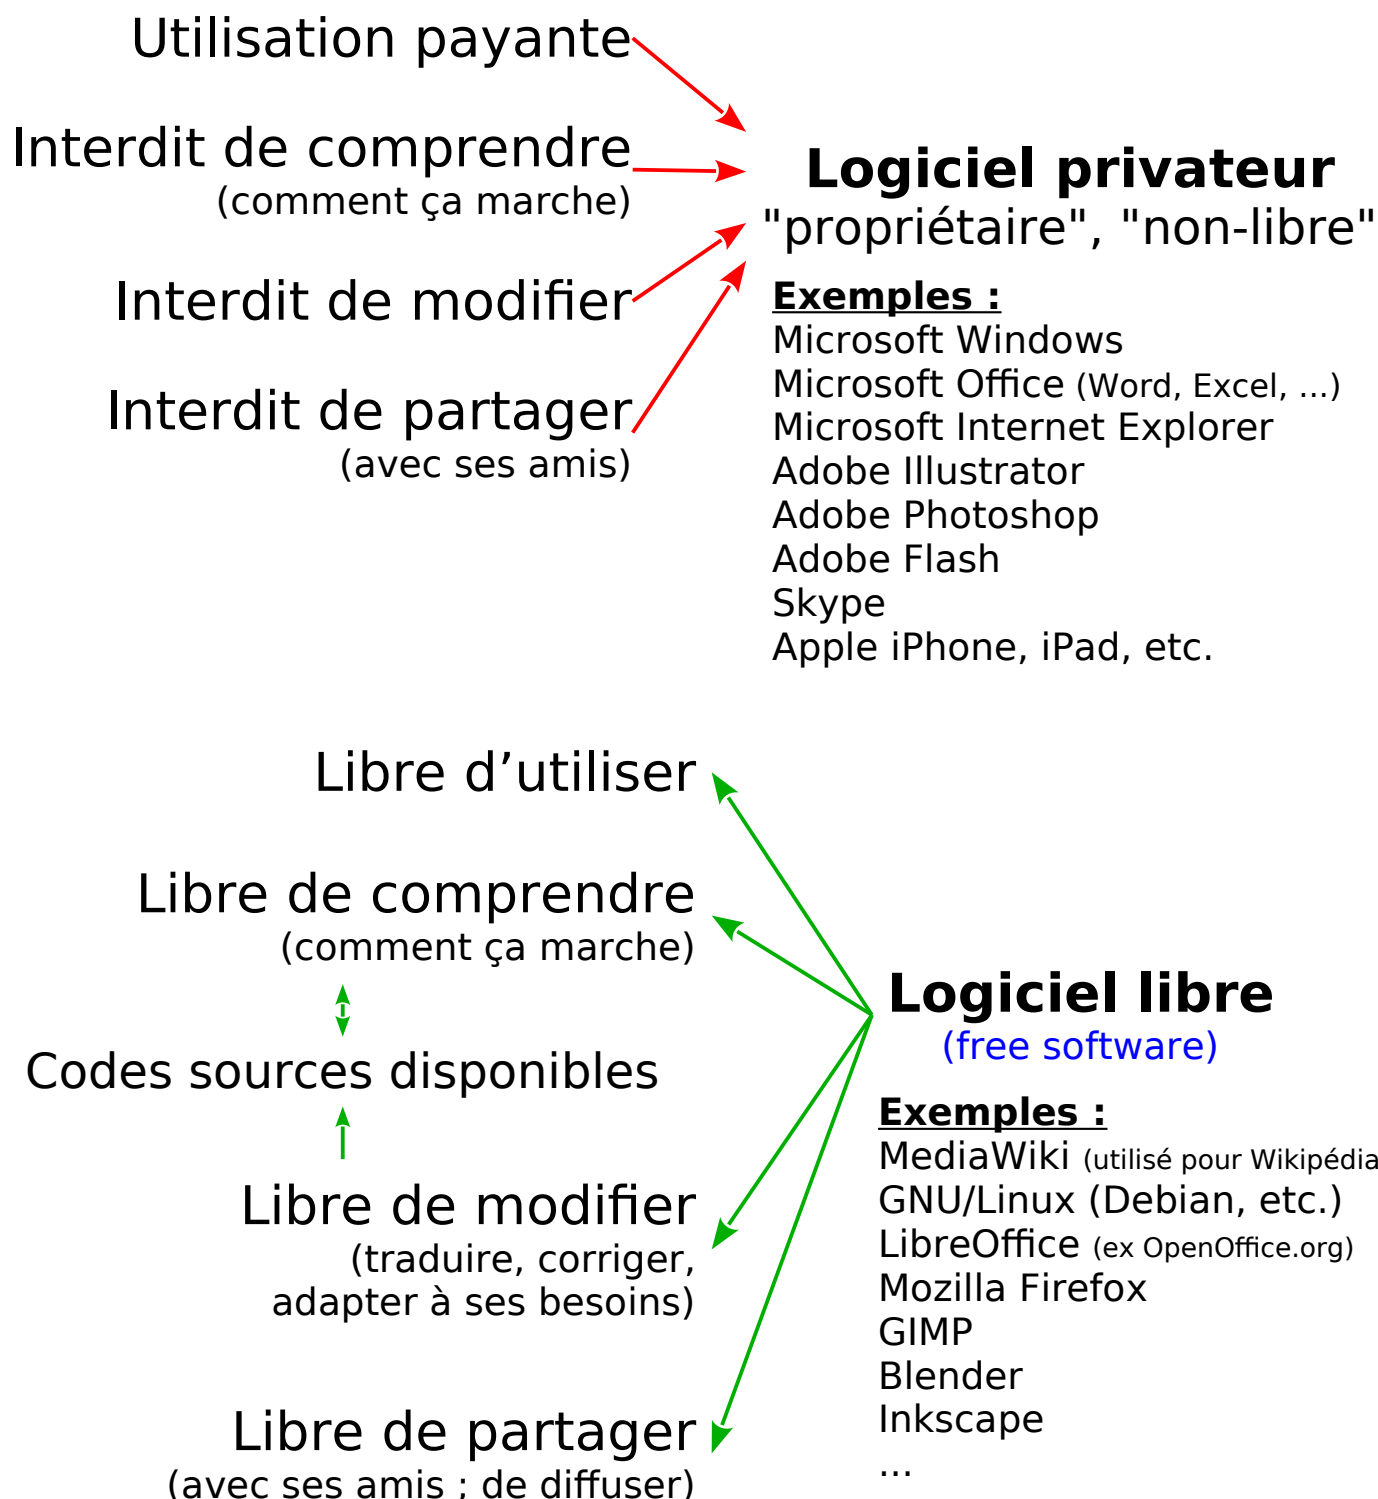 Utilisation payante
Interdit de comprendre
(comment ça marche)
Interdit de modifier
Interdit de partager
(avec ses amis)
Logiciel privateur
"propriétaire", "non-libre"
Exemples :
Microsoft Windows
Microsoft Office (Word, Excel, ...)
Microsoft Internet Explorer
Adobe Illustrator
Adobe Photoshop
Adobe Flash
Skype
Apple iPhone, iPad, etc.
Libre d’utiliser
Libre de comprendre
(comment ça marche)
Codes sources disponibles
Libre de modifier
(traduire, corriger,
adapter à ses besoins)
Libre de partager
(avec ses amis ; de diffuser)
Logiciel libre
(free software)
Exemples :
MediaWiki (utilisé pour Wikipédia
GNU/Linux (Debian, etc.)
LibreOffice (ex OpenOffice.org)
Mozilla Firefox
GIMP
Blender
Inkscape
...